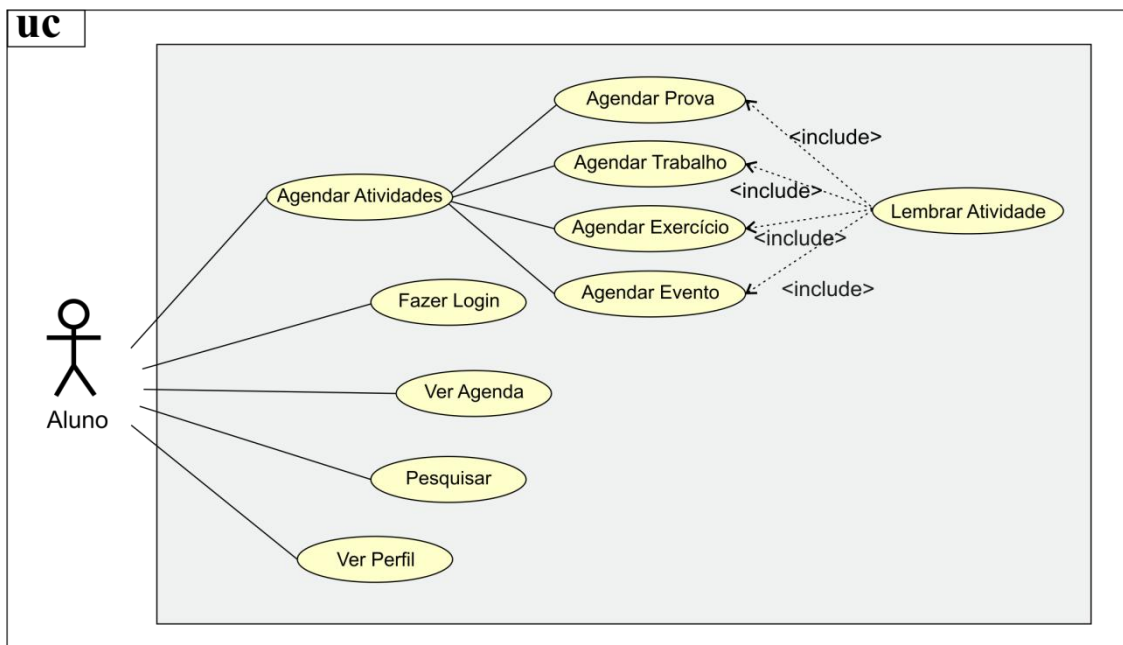 uc
Agendar Prova
<include>
Agendar Trabalho
<include>
Agendar Atividades
Lembrar Atividade
Agendar Exercício
<include>
Agendar Evento
<include>
Fazer Login
Ver Agenda
Aluno
Pesquisar
Ver Perfil